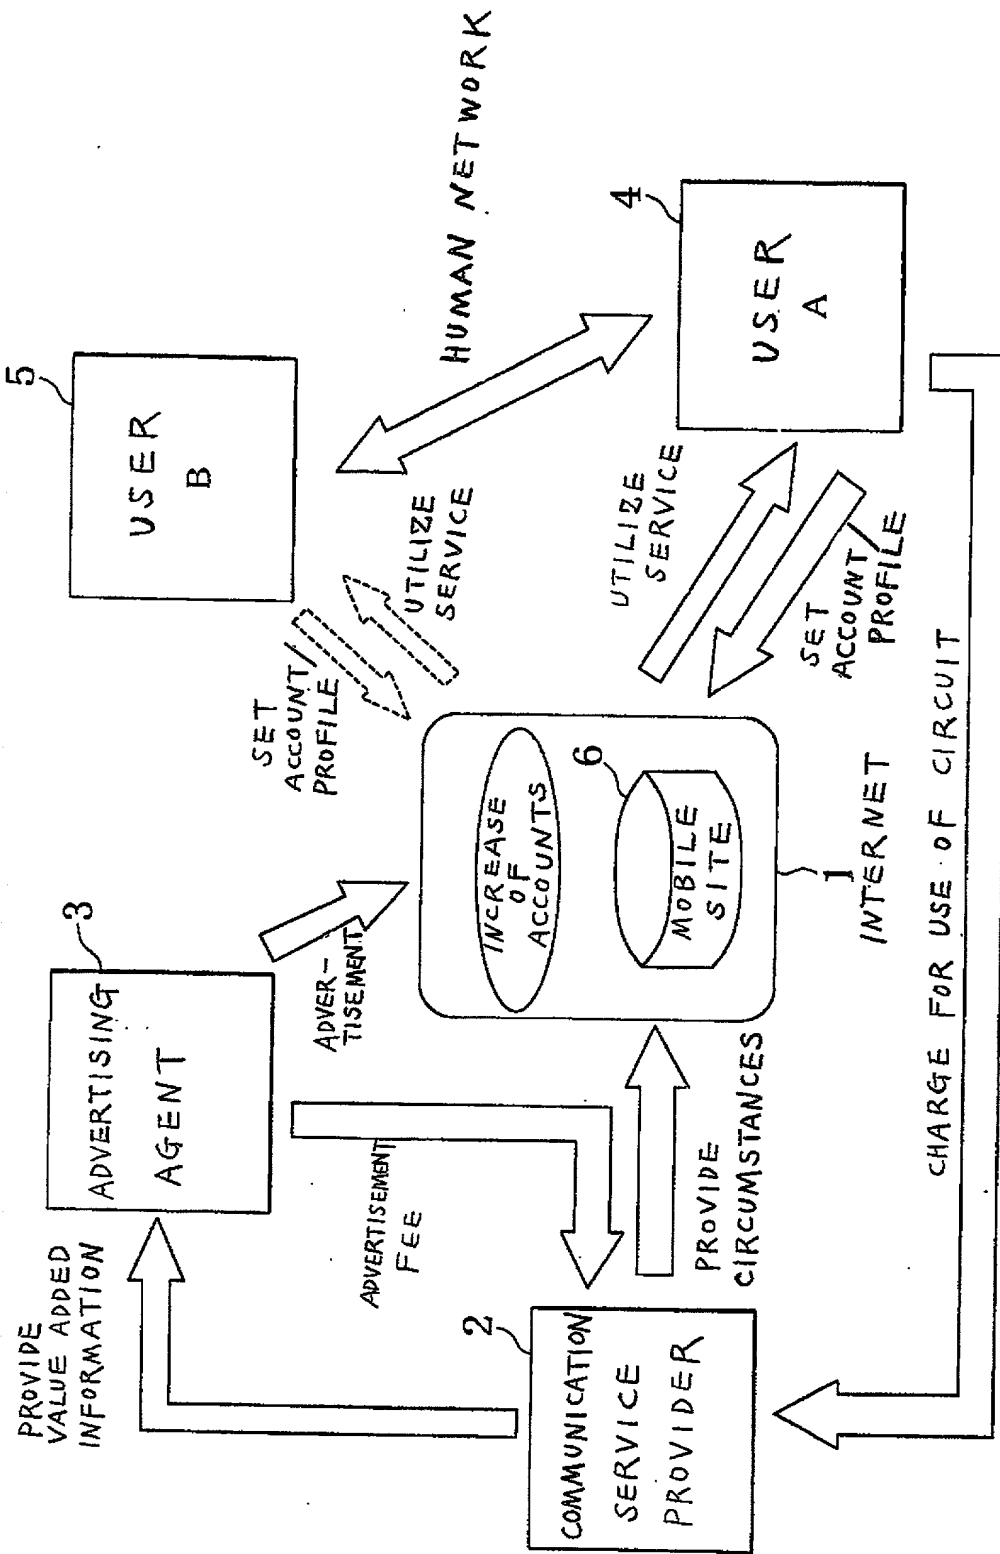 PROVIDE
VALUE ADDED
INFORMATION
3
ADVERTISING
AGENT
5
USER
B
ADVERTISEMENT
FEE
ADVER-
TISEMENT
SET
ACCOUNT/
PROFILE
UTILIZE
SERVICE
HUMAN NETWORK
2
COMMUNICATION
SERVICE
PROVIDER
PROVIDE
CIRCUMSTANCES
INCREASE
OF
ACCOUNTS
6
MOBILE
SITE
1
INTERNET
UTILIZE
SERVICE
SET
ACCOUNT/
PROFILE
4
USER
A
CHARGE FOR USE OF CIRCUIT